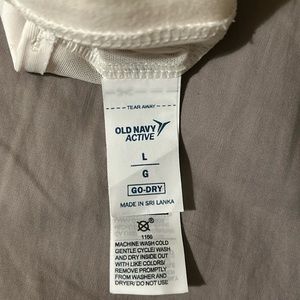 TEAR AWAY
OLD NAVY
ACTIVE
L
G
GO-DRY
MADE IN SRI LANKA
1166
MACHINE WASH COLD
GENTLE CYCLE/ WASH
AND DRY INSIDE OUT
WITH LIKE COLORS/
REMOVE PROMPTLY
FROM WASHER AND
DRYER/ DO NOT USE